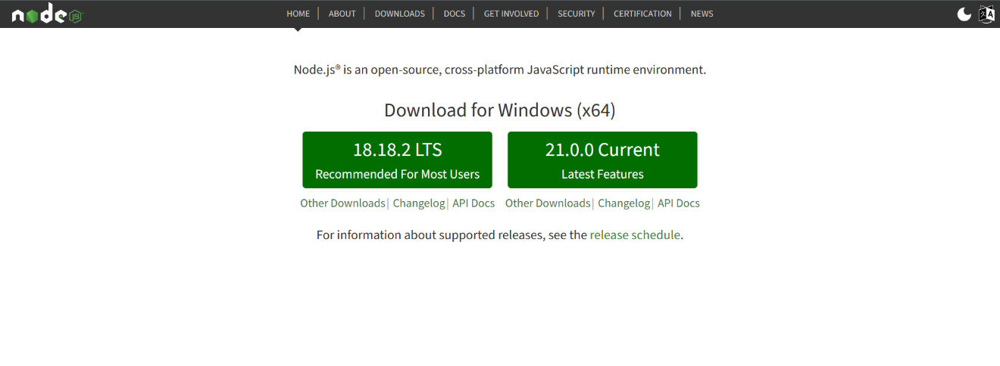 node JS
HOME | ABOUT | DOWNLOADS | DOCS | GET INVOLVED | SECURITY | CERTIFICATION | NEWS
Node.js® is an open-source, cross-platform JavaScript runtime environment.
Download for Windows (x64)
18.18.2 LTS
Recommended For Most Users
21.0.0 Current
Latest Features
Other Downloads | Changelog | API Docs
Other Downloads | Changelog | API Docs
For information about supported releases, see the release schedule.